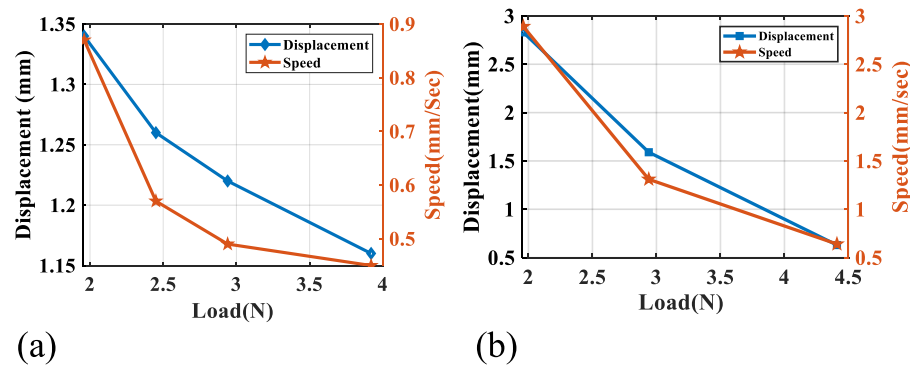 Displacement (mm)
1.35
1.3
1.25
1.2
1.15
Displacement
Speed
0.9
0.8
0.7
0.6
0.5
Speed(mm/Sec)
2 2.5 3 3.5 4
Load(N)
(a)
Displacement(mm)
3
2.5
2
1.5
1
0.5
Displacement
Speed
3
2.5
2
1.5
1
0.5
Speed(mm/sec)
2 2.5 3 3.5 4 4.5
Load(N)
(b)